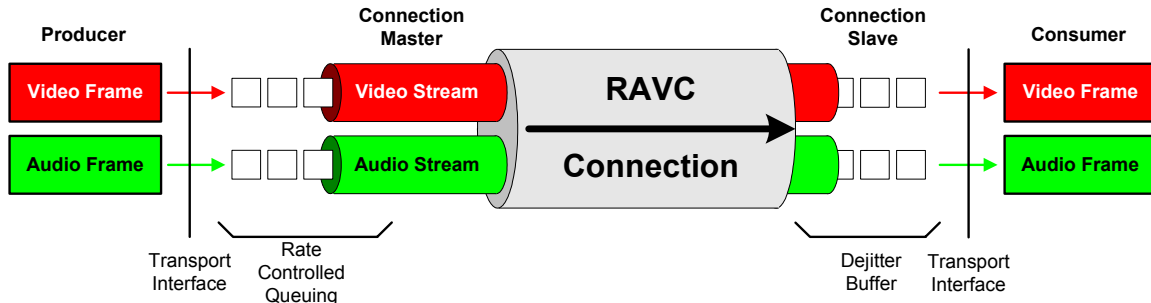 Producer
Connection
Master
Connection
Slave
Consumer
Video Frame
Video Stream
RAVC
Video Frame
Audio Frame
Audio Stream
Connection
Audio Frame
Transport
Interface
Rate
Controlled
Queuing
Dejitter
Buffer
Transport
Interface